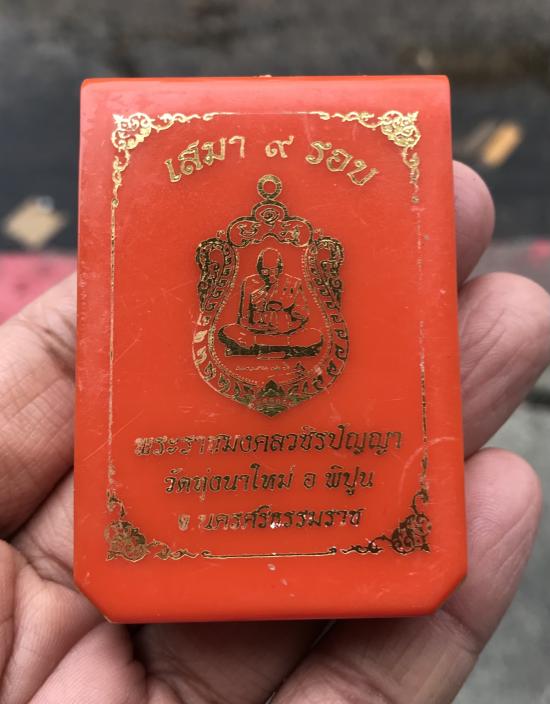 เสมา ๙ รอบ
พระราชมงคลวชิรปัญญา
วัดทุ่งนาใหม่ อ พิปูน
จ.นครศรีธรรมราช